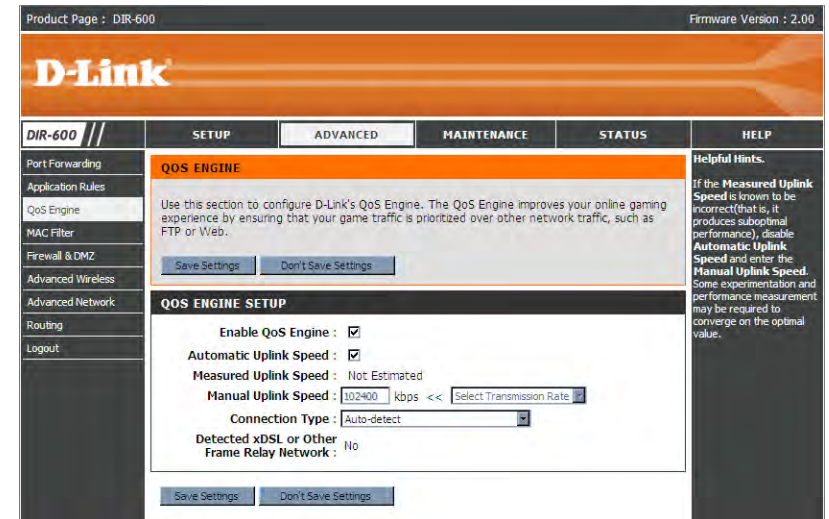 Product Page : DIR-600
Firmware Version : 2.00
D-Link
DIR-600
SETUP
ADVANCED
MAINTENANCE
STATUS
HELP
Port Forwarding
Application Rules
QoS Engine
MAC Filter
Firewall & DMZ
Advanced Wireless
Advanced Network
Routing
Logout
QOS ENGINE
Use this section to configure D-Link's QoS Engine. The QoS Engine improves your online gaming
experience by ensuring that your game traffic is prioritized over other network traffic, such as
FTP or Web.
Save Settings
Don't Save Settings
QOS ENGINE SETUP
Enable QoS Engine :
Automatic Uplink Speed :
Measured Uplink Speed : Not Estimated
Manual Uplink Speed : 102400 kbps << Select Transmission Rate
Connection Type : Auto-detect
Detected xDSL or Other
Frame Relay Network : No
Save Settings
Don't Save Settings
Helpful Hints.
If the Measured Uplink
Speed is known to be
incorrect(that is, it
produces suboptimal
performance), disable
Automatic Uplink
Speed and enter the
Manual Uplink Speed.
Some experimentation and
performance measurement
may be required to
converge on the optimal
value.